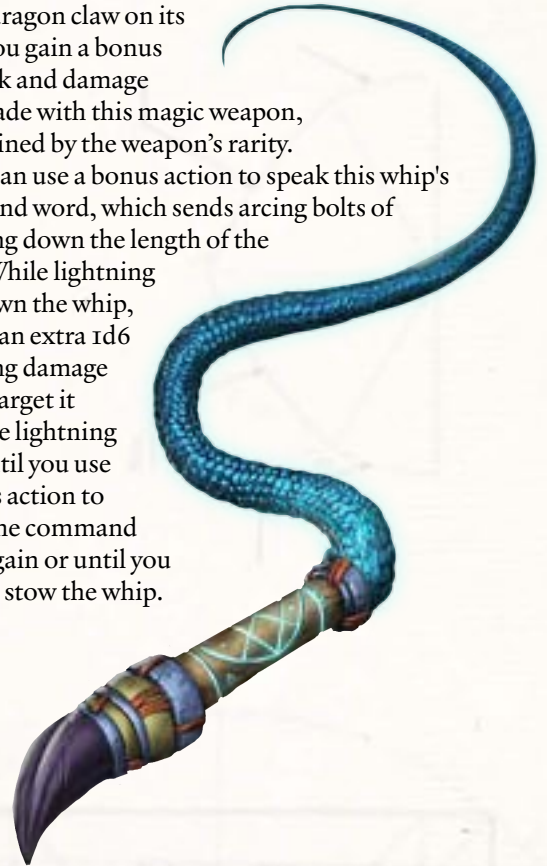 ragon claw on its
ou gain a bonus
k and damage
ade with this magic weapon,
ined by the weapon’s rarity.
an use a bonus action to speak this whip's
nd word, which sends arcing bolts of
ng down the length of the
While lightning
wn the whip,
an extra 1d6
ng damage
arget it
e lightning
til you use
s action to
he command
gain or until you
stow the whip.